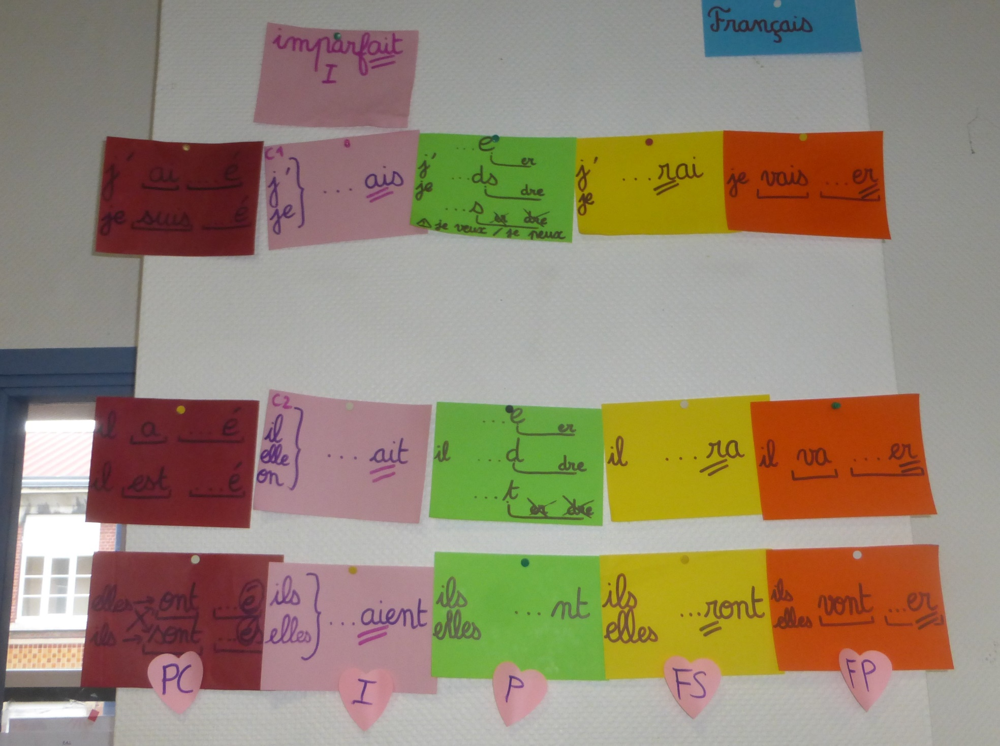 Français
imparfait
I
j' ai ... é
je suis ... é
C1
j'
je
... ais
... e
er
j'
je
... ds
dre
... s
er dre
⚠ je veux / je peux
j'
je
... rai
je vais ... er
il a ... é
il est ... é
C2
il
elle
on
... ait
... e
er
il ... d
dre
... t
er dre
il ... ra
il va ... er
elles → ont ... é
ils → sont ... és
ils
elles
... aient
ils
elles
... nt
ils
elles
... ront
ils
elles
vont ... er
PC
I
P
FS
FP